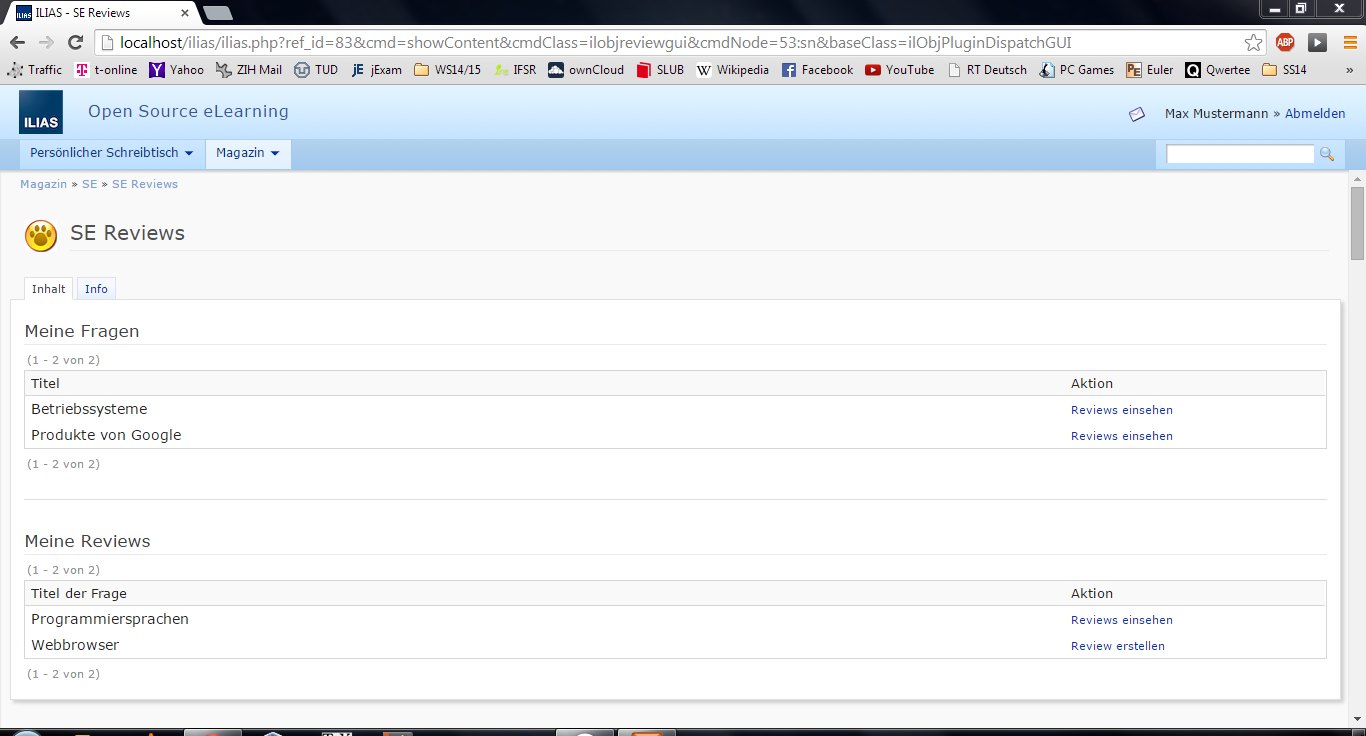 ILIAS - SE Reviews
localhost/ilias/ilias.php?ref_id=83&cmd=showContent&cmdClass=ilobjreviewgui&cmdNode=53:sn&baseClass=ilObjPluginDispatchGUI
ABP
Traffic t-online Yahoo ZIH Mail TUD jExam WS14/15 IFSR ownCloud SLUB Wikipedia Facebook YouTube RT Deutsch PC Games Euler Qwertee SS14 »
ILIAS Open Source eLearning Max Mustermann » Abmelden
Persönlicher Schreibtisch Magazin
Magazin » SE » SE Reviews
SE Reviews
Inhalt Info
Meine Fragen
(1 - 2 von 2)
Titel Aktion
Betriebssysteme Reviews einsehen
Produkte von Google Reviews einsehen
(1 - 2 von 2)
Meine Reviews
(1 - 2 von 2)
Titel der Frage Aktion
Programmiersprachen Reviews einsehen
Webbrowser Review erstellen
(1 - 2 von 2)